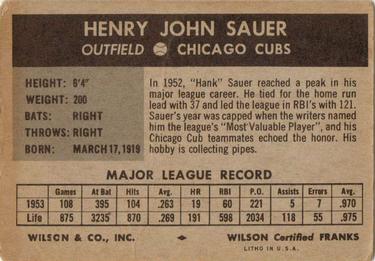 HENRY JOHN SAUER
OUTFIELD CHICAGO CUBS
HEIGHT: 6'4"
WEIGHT: 200
BATS: RIGHT
THROWS: RIGHT
BORN: MARCH 17, 1919
In 1952, "Hank" Sauer reached a peak in his
major league career. He tied for the home run
lead with 37 and led the league in RBI's with 121.
Sauer's year was capped when the writers named
him the league's "Most Valuable Player", and his
Chicago Cub teammates echoed the honor. His
hobby is collecting pipes.
MAJOR LEAGUE RECORD
Games At Bat Hits Avg. HR RBI P.O. Assists Errors Avg.
1953 108 395 104 .263 19 60 221 5 7 .970
Life 875 3235 870 .269 191 598 2034 118 55 .975
WILSON & CO., INC. WILSON Certified FRANKS
LITHO IN U.S.A.